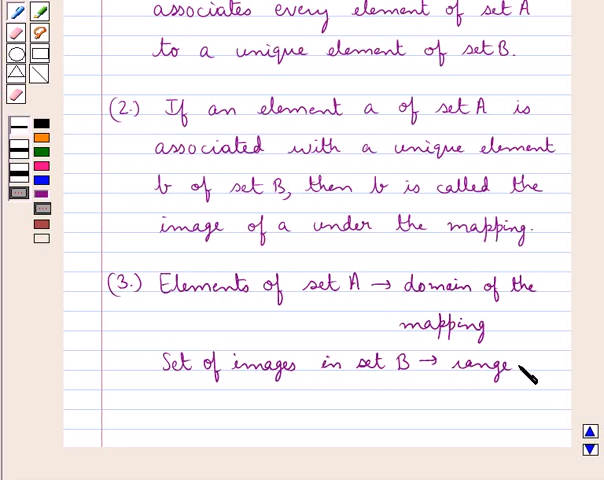 associates every element of set A
to a unique element of set B.
(2.) If an element a of set A is
associated with a unique element
b of set B, then b is called the
image of a under the mapping.
(3.) Elements of set A → domain of the
mapping
Set of images in set B → range